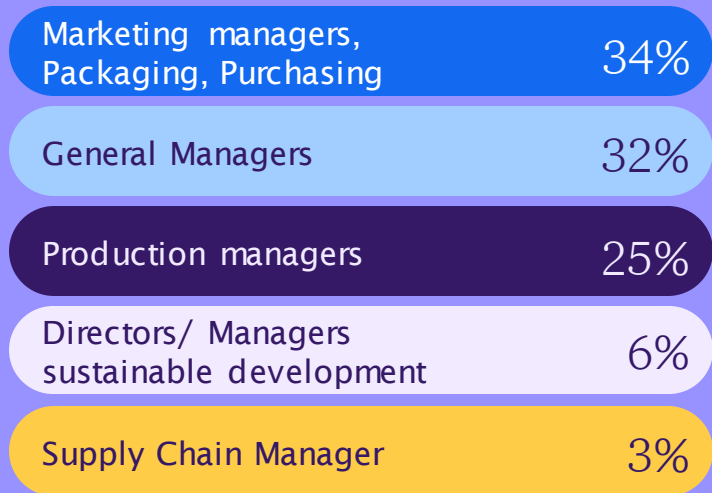 Marketing managers,
Packaging, Purchasing
34%
General Managers
32%
Production managers
25%
Directors/ Managers
sustainable development
6%
Supply Chain Manager
3%